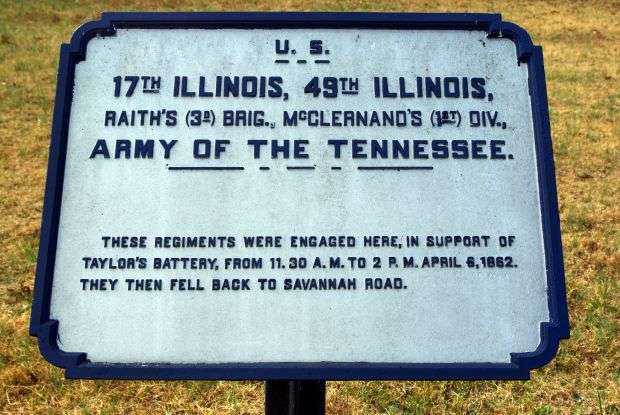 U. S.
17TH ILLINOIS, 49TH ILLINOIS,
RAITH'S (3D) BRIG., MCCLERNAND'S (1ST) DIV.,
ARMY OF THE TENNESSEE.
THESE REGIMENTS WERE ENGAGED HERE, IN SUPPORT OF
TAYLOR'S BATTERY, FROM 11.30 A.M. TO 2 P.M. APRIL 6, 1862.
THEY THEN FELL BACK TO SAVANNAH ROAD.